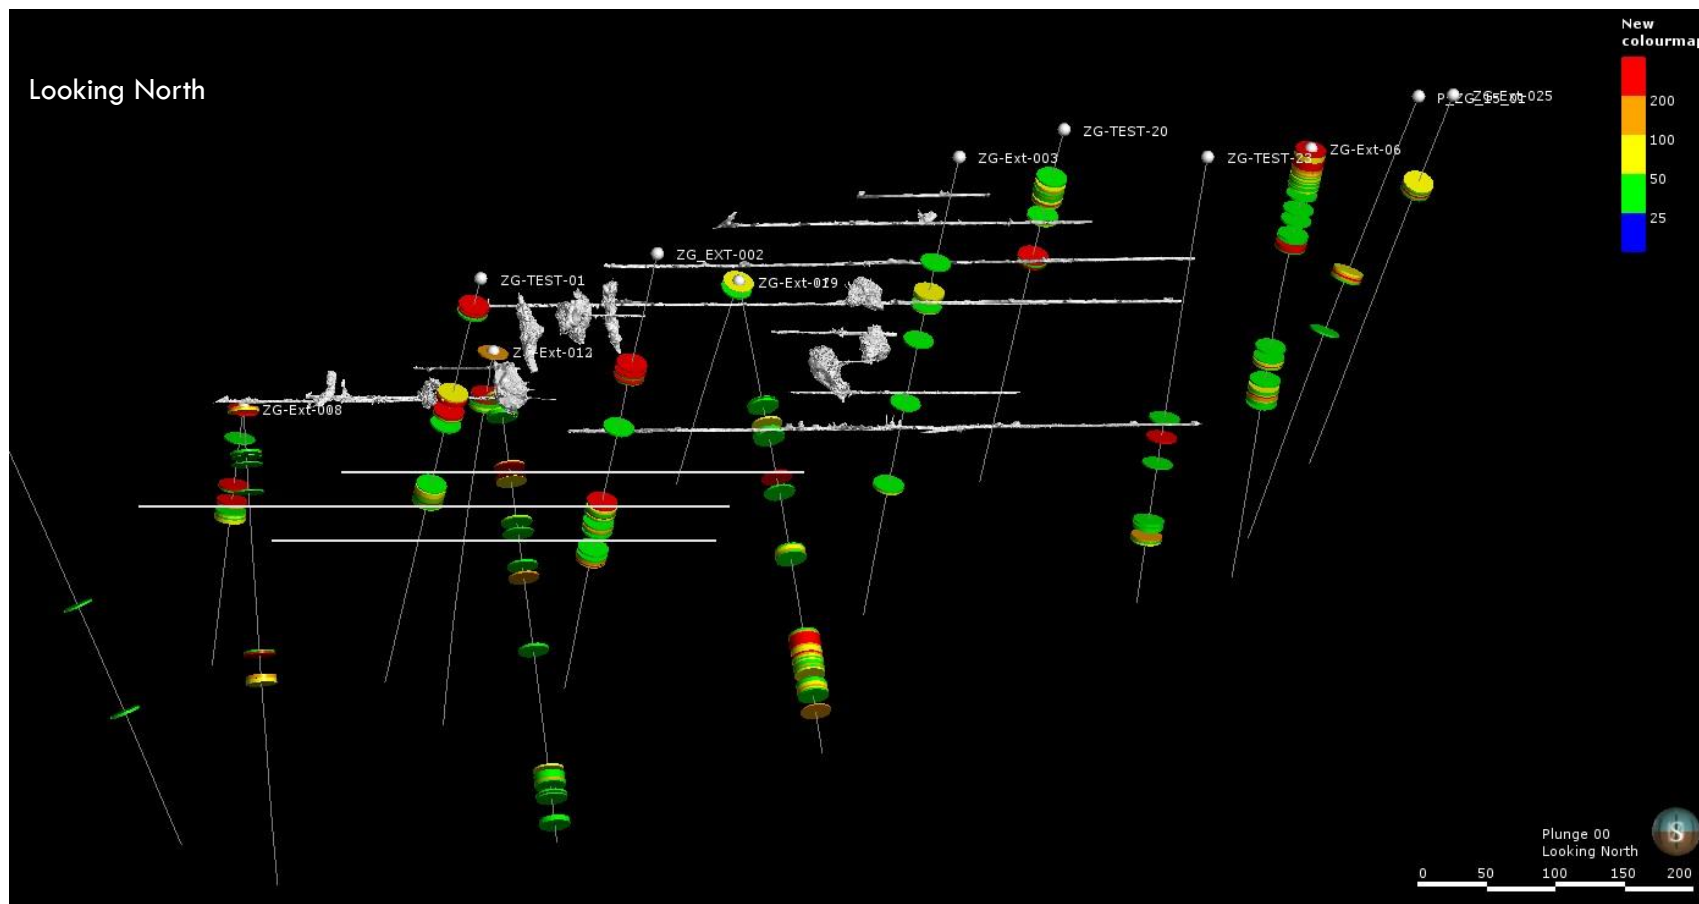 New
colourmap
Looking North
200
100
50
25
ZG-Ext-025
ZG-TEST-20
ZG-Ext-003
ZG-TEST-23
ZG-Ext-06
ZG_EXT-002
ZG-TEST-01
ZG-Ext-008
Plunge 00
Looking North
0 50 100 150 200
S